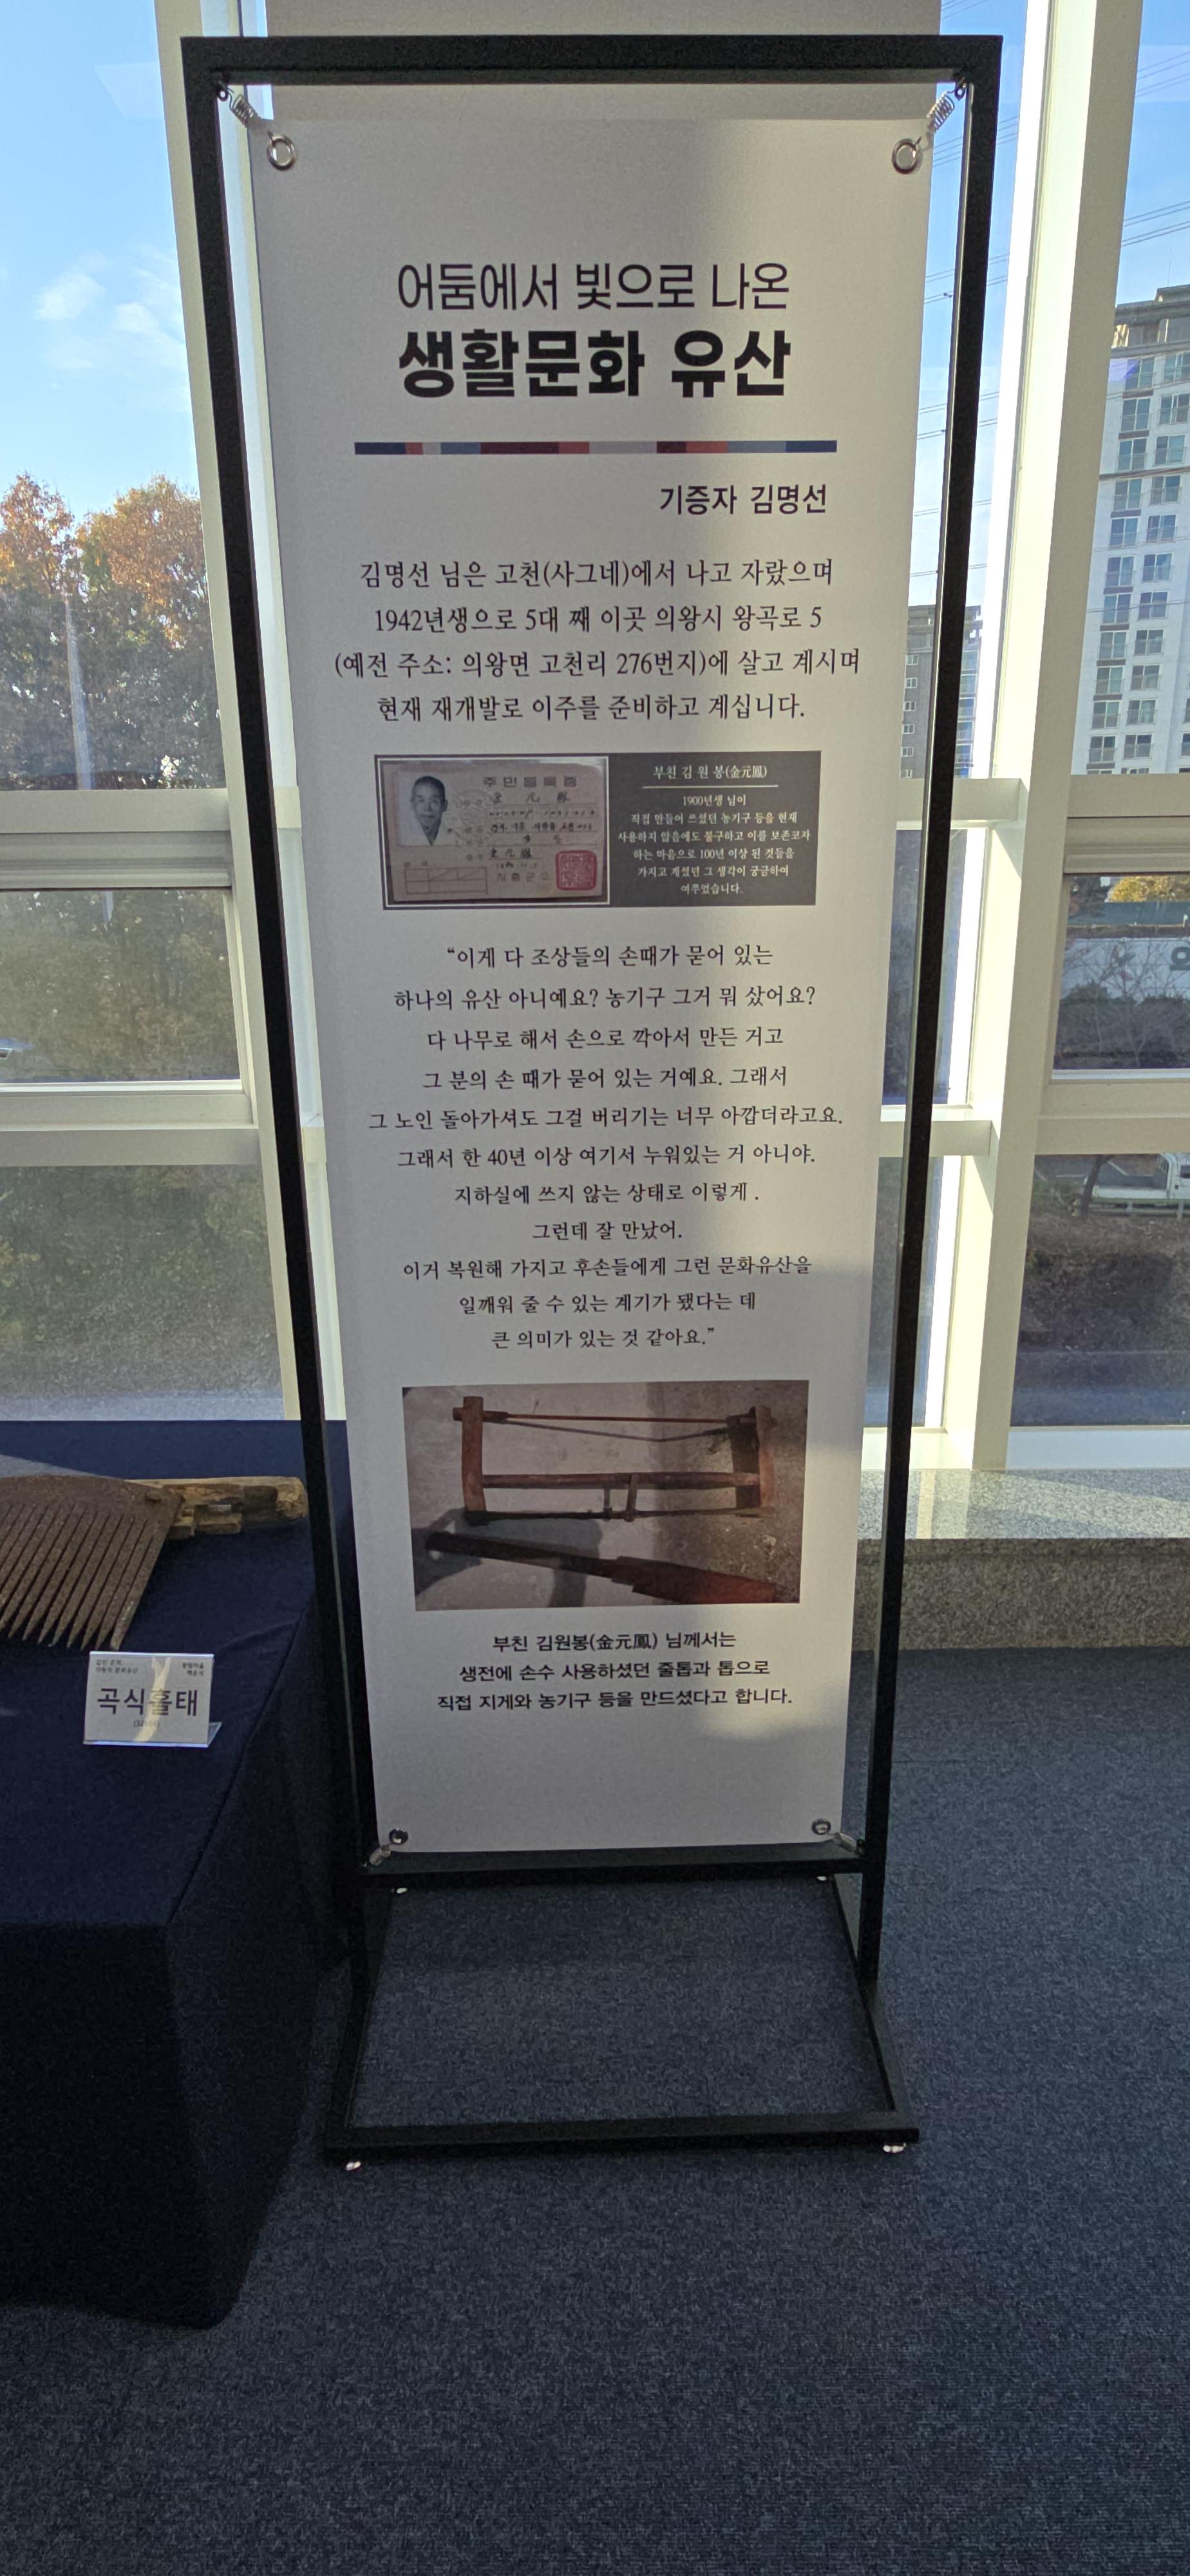 어둠에서 빛으로 나온
생활문화 유산
기증자 김명선
김명선 님은 고천(사그네)에서 나고 자랐으며
1942년생으로 5대 째 이곳 의왕시 왕곡로 5
(예전 주소: 의왕면 고천리 276번지)에 살고 계시며
현재 재개발로 이주를 준비하고 계십니다.
주민등록증
부친 김 원 봉(金元鳳)
1900년생 님이
직접 만들어 쓰셨던 농기구 등을 현재
사용하지 않음에도 불구하고 이를 보존코자
하는 마음으로 100년 이상 된 것들을
가지고 계셨던 그 생각이 궁금하여
여쭈었습니다.
“이게 다 조상들의 손때가 묻어 있는
하나의 유산 아니예요? 농기구 그거 뭐 샀어요?
다 나무로 해서 손으로 깍아서 만든 거고
그 분의 손 때가 묻어 있는 거예요. 그래서
그 노인 돌아가셔도 그걸 버리기는 너무 아깝더라고요.
그래서 한 40년 이상 여기서 누워있는 거 아니야.
지하실에 쓰지 않는 상태로 이렇게 .
그런데 잘 만났어.
이거 복원해 가지고 후손들에게 그런 문화유산을
일깨워 줄 수 있는 계기가 됐다는 데
큰 의미가 있는 것 같아요.”
부친 김원봉(金元鳳) 님께서는
생전에 손수 사용하셨던 줄톱과 톱으로
직접 지게와 농기구 등을 만드셨다고 합니다.
곡식홀태